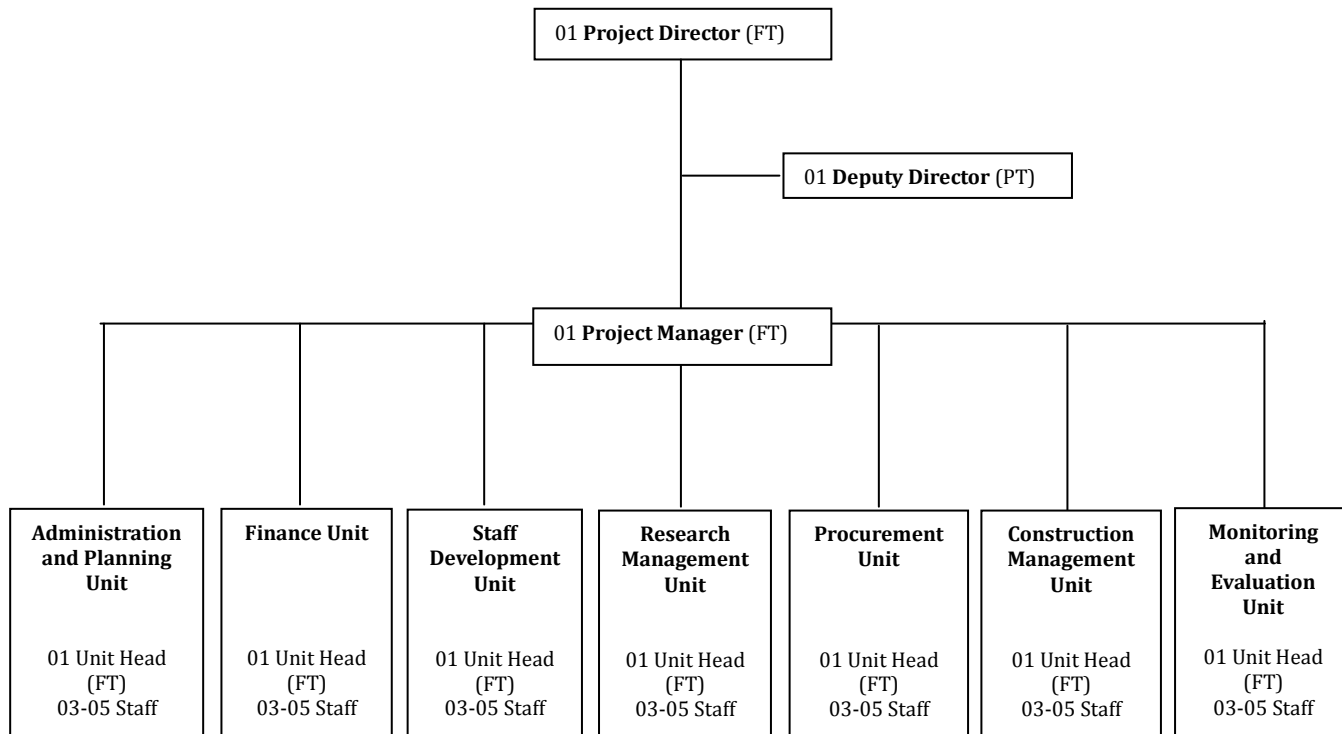 01 Project Director (FT)
01 Deputy Director (PT)
01 Project Manager (FT)
Administration
and Planning
Unit
01 Unit Head
(FT)
03-05 Staff
Finance Unit
01 Unit Head
(FT)
03-05 Staff
Staff
Development
Unit
01 Unit Head
(FT)
03-05 Staff
Research
Management
Unit
01 Unit Head
(FT)
03-05 Staff
Procurement
Unit
01 Unit Head
(FT)
03-05 Staff
Construction
Management
Unit
01 Unit Head
(FT)
03-05 Staff
Monitoring
and
Evaluation
Unit
01 Unit Head
(FT)
03-05 Staff